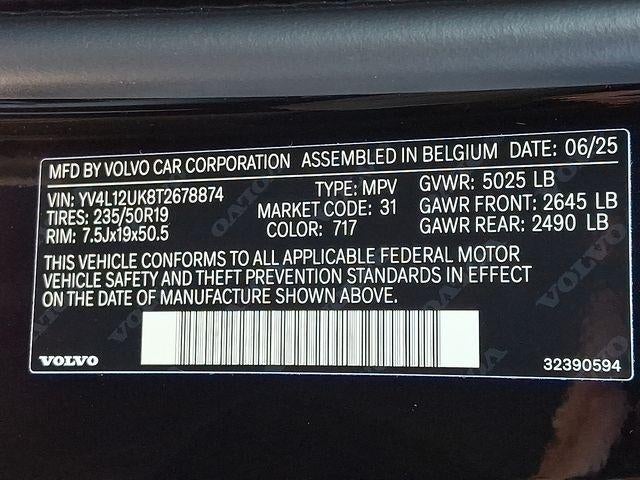 MFD BY VOLVO CAR CORPORATION ASSEMBLED IN BELGIUM DATE: 06/25
VIN: YV4L12UK8T2678874 TYPE: MPV GVWR: 5025 LB
TIRES: 235/50R19 MARKET CODE: 31 GAWR FRONT: 2645 LB
RIM: 7.5Jx19x50.5 COLOR: 717 GAWR REAR: 2490 LB
THIS VEHICLE CONFORMS TO ALL APPLICABLE FEDERAL MOTOR
VEHICLE SAFETY AND THEFT PREVENTION STANDARDS IN EFFECT
ON THE DATE OF MANUFACTURE SHOWN ABOVE.
VOLVO 32390594